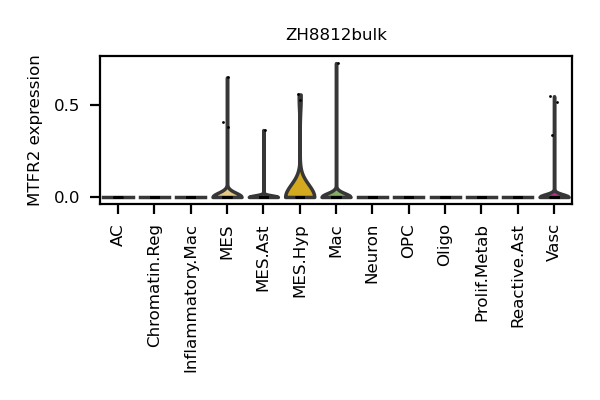 ZH8812bulk
MTFR2 expression
0.5
0.0
AC
Chromatin.Reg
Inflammatory.Mac
MES
MES.Ast
MES.Hyp
Mac
Neuron
OPC
Oligo
Prolif.Metab
Reactive.Ast
Vasc